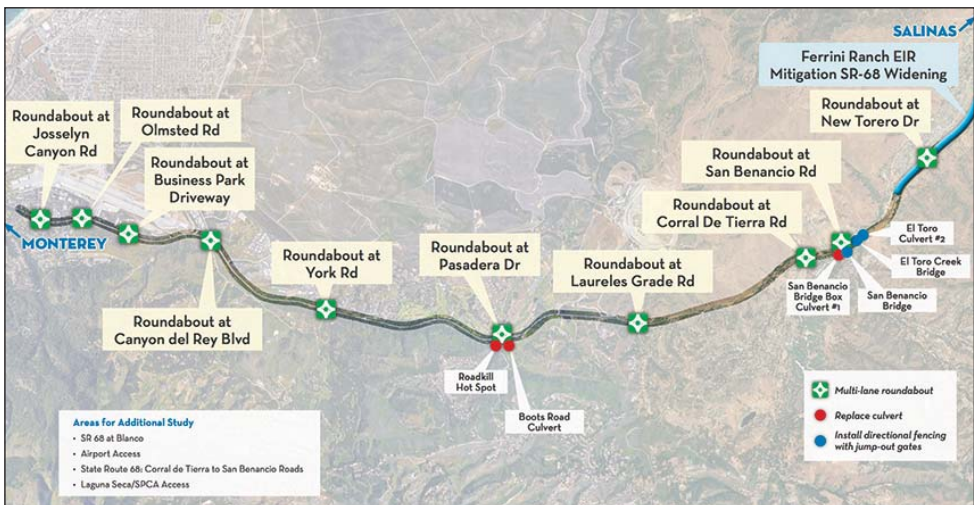 SALINAS
Ferrini Ranch EIR
Mitigation SR-68 Widening
Roundabout at
New Torero Dr
Roundabout at
San Benancio Rd
Roundabout at
Corral De Tierra Rd
Roundabout at
Josselyn
Canyon Rd
Roundabout at
Olmsted Rd
Roundabout at
Business Park
Driveway
MONTEREY
Roundabout at
Canyon del Rey Blvd
Roundabout at
York Rd
Roundabout at
Pasadera Dr
Roundabout at
Laureles Grade Rd
El Toro
Culvert #2
El Toro Creek
Bridge
San Benancio
Bridge
San Benancio
Bridge Box
Culvert #1
Roadkill
Hot Spot
Boots Road
Culvert
Areas for Additional Study
• SR 68 at Blanco
• Airport Access
• State Route 68: Corral de Tierra to San Benancio Roads
• Laguna Seca/SPCA Access
Multi-lane roundabout
Replace culvert
Install directional fencing
with jump-out gates